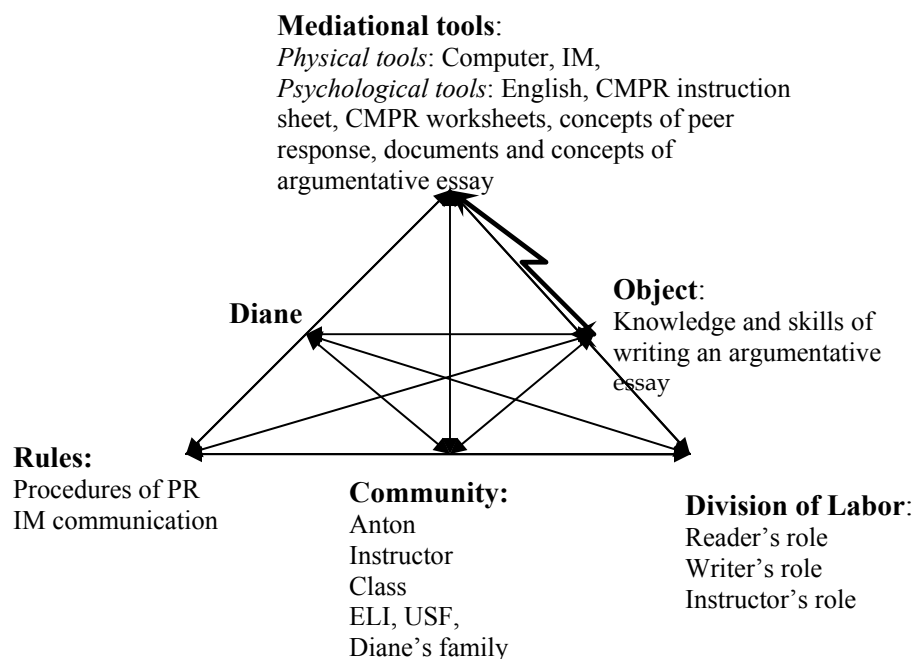 Mediational tools:
Physical tools: Computer, IM,
Psychological tools: English, CMPR instruction
sheet, CMPR worksheets, concepts of peer
response, documents and concepts of
argumentative essay
Diane
Object:
Knowledge and skills of
writing an argumentative
essay
Rules:
Procedures of PR
IM communication
Community:
Anton
Instructor
Class
ELI, USF,
Diane’s family
Division of Labor:
Reader’s role
Writer’s role
Instructor’s role